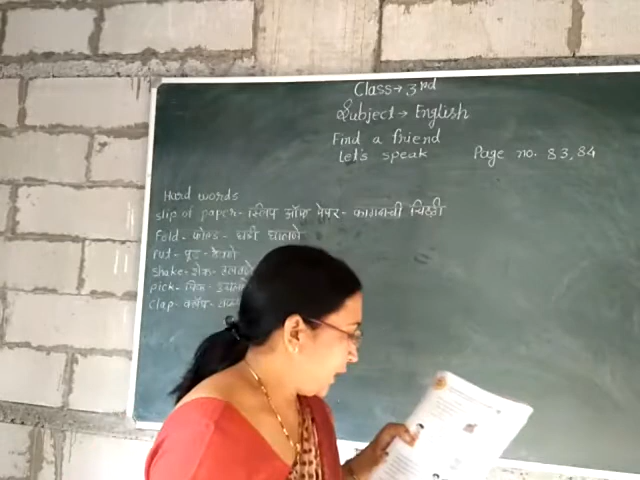 Class → 3rd
Subject → English
Find a friend
Let's speak Page no. 83, 84
Hard words
slip of paper - स्लिप ऑफ पेपर - कागदाची चिठ्ठी
Fold - फोल्ड - घडी घालणे
Put - पुट - ठेवणे
shake - शेक -
pick - पिक -
Clap - क्लॅप -